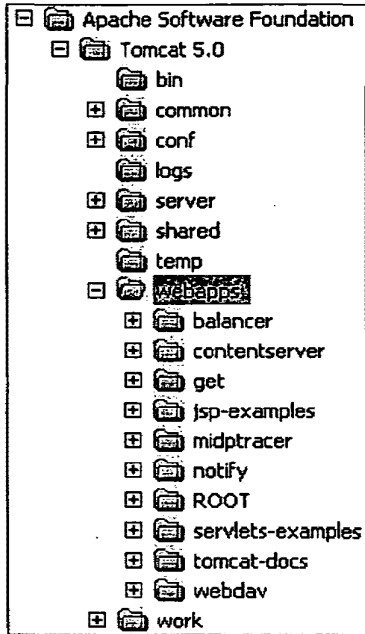 Apache Software Foundation
Tomcat 5.0
bin
common
conf
logs
server
shared
temp
webapps
balancer
contentserver
get
jsp-examples
midptracer
notify
ROOT
servlets-examples
tomcat-docs
webdav
work